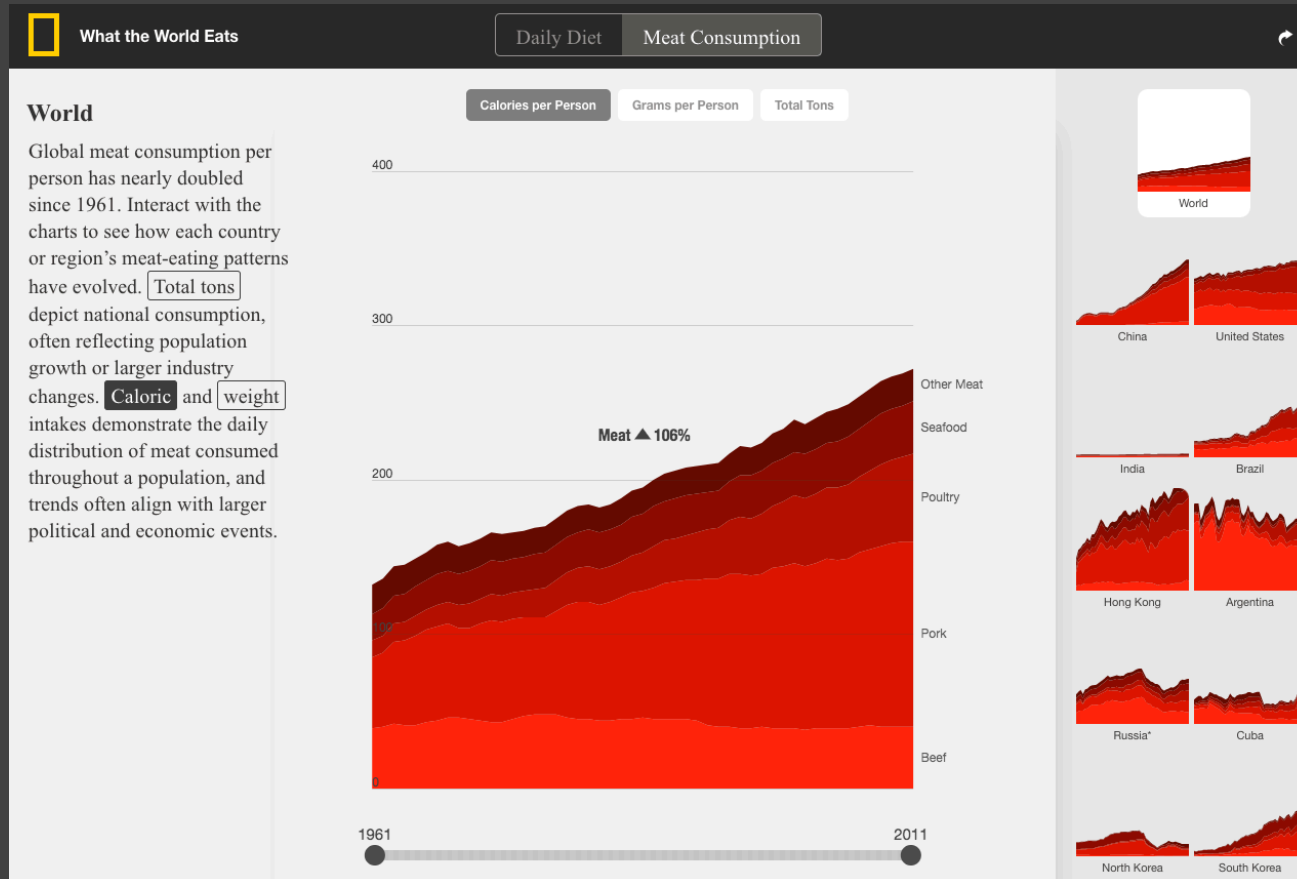 What the World Eats
Daily Diet
Meat Consumption
World
Global meat consumption per
person has nearly doubled
since 1961. Interact with the
charts to see how each country
or region’s meat-eating patterns
have evolved. Total tons
depict national consumption,
often reflecting population
growth or larger industry
changes. Caloric and weight
intakes demonstrate the daily
distribution of meat consumed
throughout a population, and
trends often align with larger
political and economic events.
Calories per Person
Grams per Person
Total Tons
400
300
200
100
0
Meat ▲ 106%
Other Meat
Seafood
Poultry
Pork
Beef
1961
2011
World
China
United States
India
Brazil
Hong Kong
Argentina
Russia*
Cuba
North Korea
South Korea